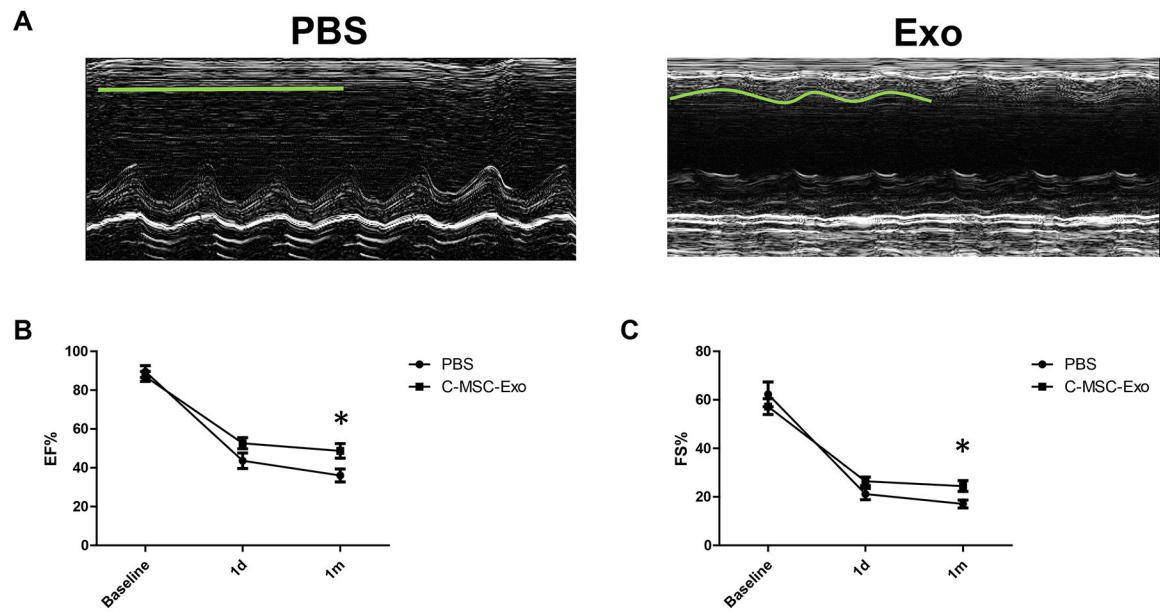 A
PBS
Exo
B
EF%
100
80
60
40
20
0
Baseline
1d
1m
*
PBS
C-MSC-Exo
C
FS%
80
60
40
20
0
Baseline
1d
1m
*
PBS
C-MSC-Exo